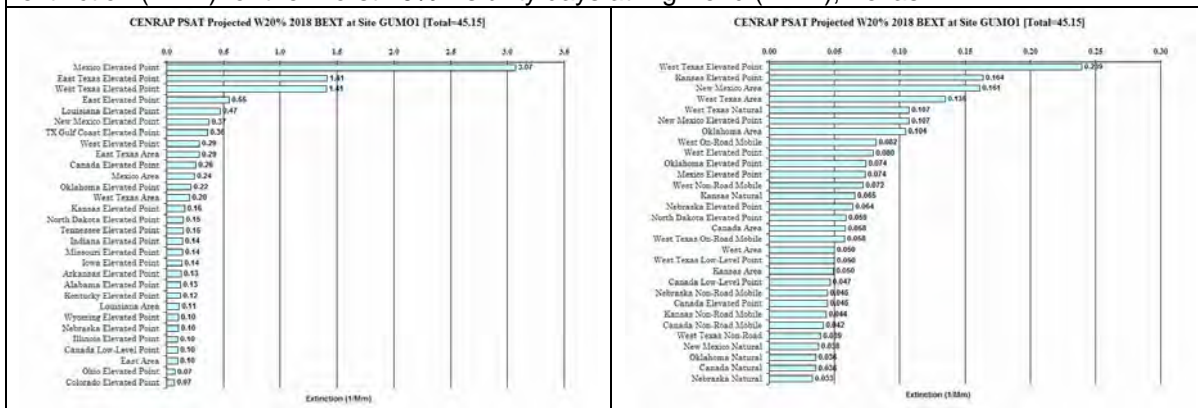 CENRAP PSAT Projected W20% 2018 BEXT at Site GUMO1 [Total=45.15]
0.0 0.5 1.0 1.5 2.0 2.5 3.0 3.5
Mexico Elevated Point 3.07
East Texas Elevated Point 1.41
West Texas Elevated Point 1.41
East Elevated Point 0.55
Louisiana Elevated Point 0.47
New Mexico Elevated Point 0.37
TX Gulf Coast Elevated Point 0.36
West Elevated Point 0.29
East Texas Area 0.29
Canada Elevated Point 0.26
Mexico Area 0.24
Oklahoma Elevated Point 0.22
West Texas Area 0.20
Kansas Elevated Point 0.16
North Dakota Elevated Point 0.15
Tennessee Elevated Point 0.15
Indiana Elevated Point 0.14
Missouri Elevated Point 0.14
Iowa Elevated Point 0.14
Arkansas Elevated Point 0.13
Alabama Elevated Point 0.13
Kentucky Elevated Point 0.12
Louisiana Area 0.11
Wyoming Elevated Point 0.10
Nebraska Elevated Point 0.10
Illinois Elevated Point 0.10
Canada Low-Level Point 0.10
East Area 0.10
Ohio Elevated Point 0.07
Colorado Elevated Point 0.07
Extinction (1/Mm)
CENRAP PSAT Projected W20% 2018 BEXT at Site GUMO1 [Total=45.15]
0.00 0.05 0.10 0.15 0.20 0.25 0.30
West Texas Elevated Point 0.239
Kansas Elevated Point 0.164
New Mexico Area 0.161
West Texas Area 0.135
West Texas Natural 0.107
New Mexico Elevated Point 0.107
Oklahoma Area 0.104
West On-Road Mobile 0.082
West Elevated Point 0.080
Oklahoma Elevated Point 0.074
Mexico Elevated Point 0.074
West Non-Road Mobile 0.072
Kansas Natural 0.065
Nebraska Elevated Point 0.064
North Dakota Elevated Point
Canada Area 0.058
West Texas On-Road Mobile 0.058
West Area 0.050
West Texas Low-Level Point 0.050
Kansas Area 0.050
Canada Low-Level Point 0.047
Nebraska Non-Road Mobile 0.045
Canada Elevated Point 0.045
Kansas Non-Road Mobile 0.044
Canada Non-Road Mobile 0.042
West Texas Non-Road
New Mexico Natural 0.038
Oklahoma Natural 0.036
Canada Natural 0.036
Nebraska Natural 0.033
Extinction (1/Mm)